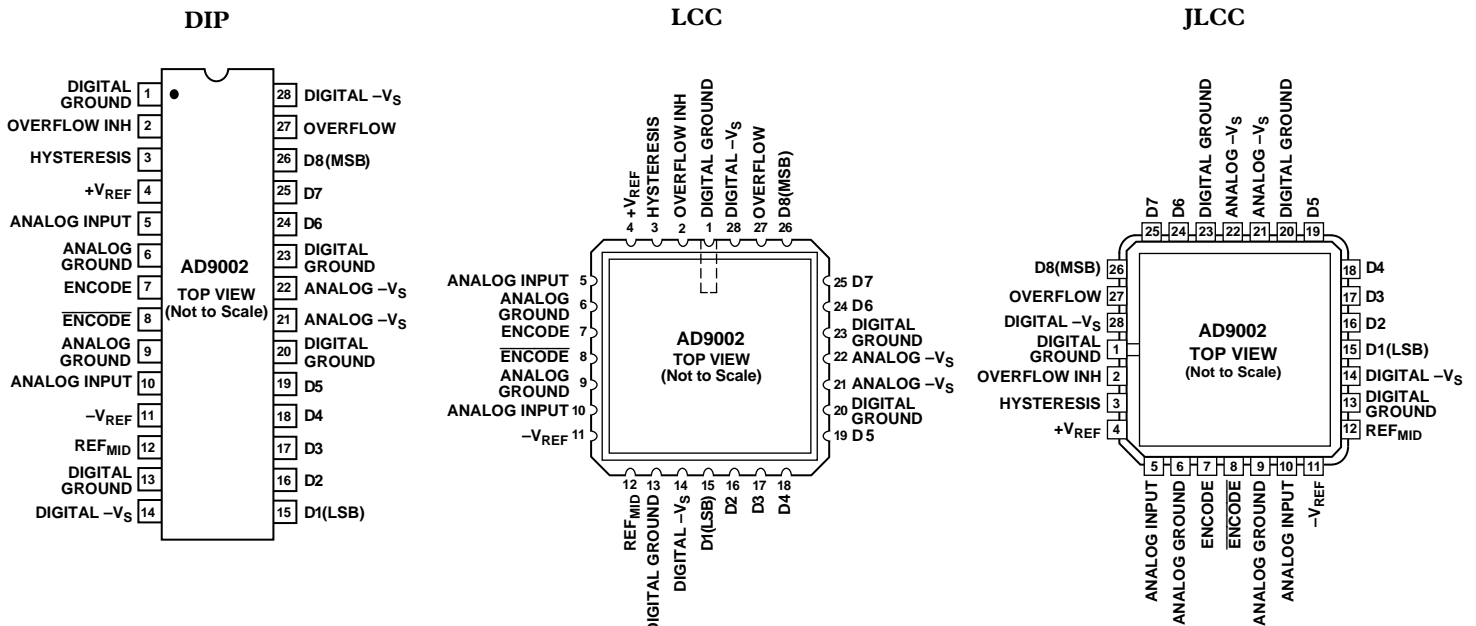 DIP
DIGITAL
GROUND 1
OVERFLOW INH 2
HYSTERESIS 3
+VREF 4
ANALOG INPUT 5
ANALOG
GROUND 6
ENCODE 7
ENCODE 8
ANALOG
GROUND 9
ANALOG INPUT 10
–VREF 11
REFMID 12
DIGITAL
GROUND 13
DIGITAL –VS 14
AD9002
TOP VIEW
(Not to Scale)
28 DIGITAL –VS
27 OVERFLOW
26 D8(MSB)
25 D7
24 D6
23 DIGITAL
GROUND
22 ANALOG –VS
21 ANALOG –VS
20 DIGITAL
GROUND
19 D5
18 D4
17 D3
16 D2
15 D1(LSB)
LCC
+VREF 4
HYSTERESIS 3
OVERFLOW INH 2
DIGITAL GROUND 1
DIGITAL –VS 28
OVERFLOW 27
D8(MSB) 26
ANALOG INPUT 5
ANALOG
GROUND 6
ENCODE 7
ENCODE 8
ANALOG
GROUND 9
ANALOG INPUT 10
–VREF 11
AD9002
TOP VIEW
(Not to Scale)
25 D7
24 D6
23 DIGITAL
GROUND
22 ANALOG –VS
21 ANALOG –VS
20 DIGITAL
GROUND
19 D5
12 REFMID
13 DIGITAL GROUND
14 DIGITAL –VS
15 D1(LSB)
16 D2
17 D3
18 D4
JLCC
D7 25
D6 24
DIGITAL GROUND 23
ANALOG –VS 22
ANALOG –VS 21
DIGITAL GROUND 20
D5 19
D8(MSB) 26
OVERFLOW 27
DIGITAL –VS 28
DIGITAL
GROUND 1
OVERFLOW INH 2
HYSTERESIS 3
+VREF 4
AD9002
TOP VIEW
(Not to Scale)
18 D4
17 D3
16 D2
15 D1(LSB)
14 DIGITAL –VS
13 DIGITAL
GROUND
12 REFMID
5 ANALOG INPUT
6 ANALOG GROUND
7 ENCODE
8 ENCODE
9 ANALOG GROUND
10 ANALOG INPUT
11 –VREF